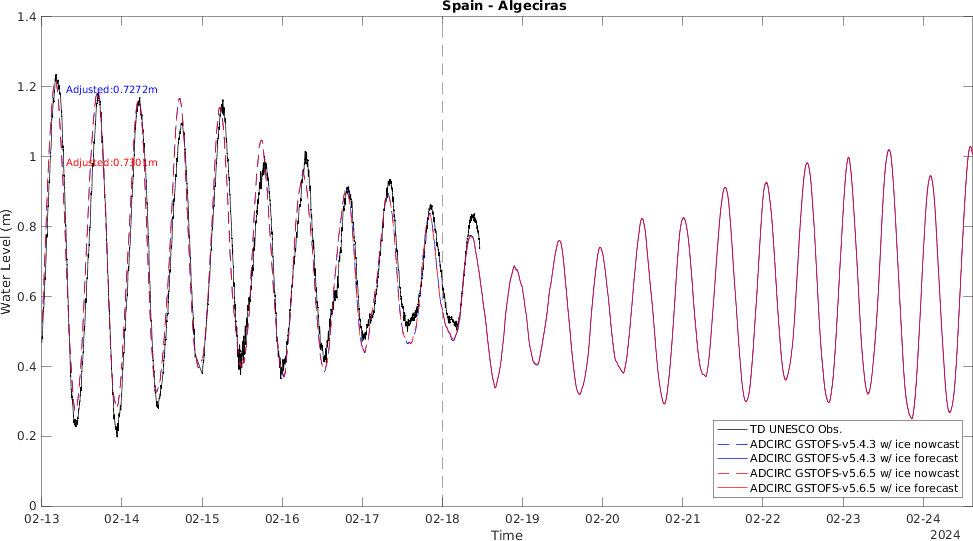 Spain - Algeciras
1.4
1.2
1
0.8
0.6
0.4
0.2
0
Water Level (m)
Adjusted:0.7272m
Adjusted:0.7301m
TD UNESCO Obs.
ADCIRC GSTOFS-v5.4.3 w/ ice nowcast
ADCIRC GSTOFS-v5.4.3 w/ ice forecast
ADCIRC GSTOFS-v5.6.5 w/ ice nowcast
ADCIRC GSTOFS-v5.6.5 w/ ice forecast
02-13 02-14 02-15 02-16 02-17 02-18 02-19 02-20 02-21 02-22 02-23 02-24
Time
2024